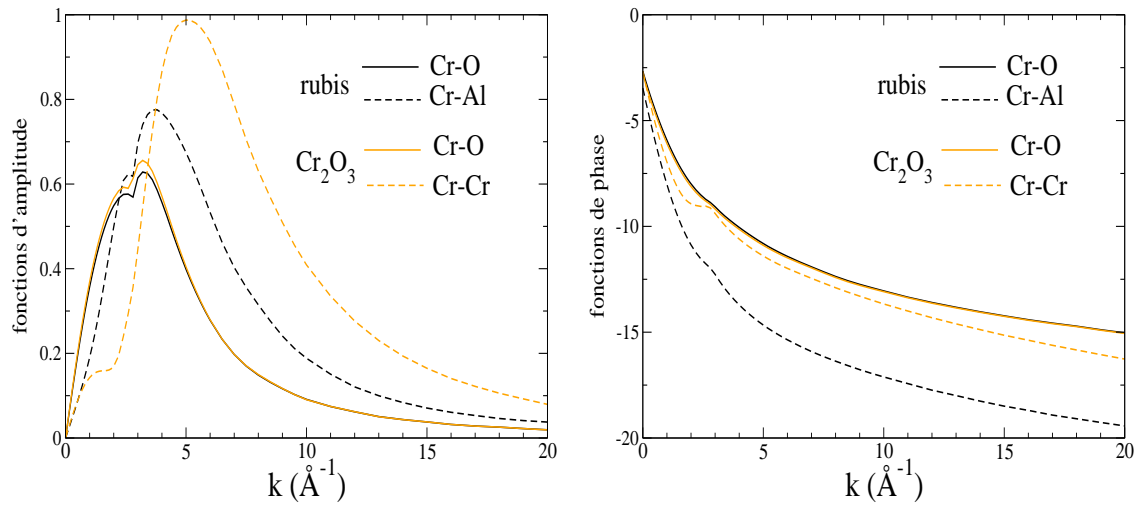 1
0.8
0.6
0.4
0.2
0
fonctions d'amplitude
rubis
Cr-O
Cr-Al
Cr₂O₃
Cr-O
Cr-Cr
0 5 10 15 20
k (Å⁻¹)
0
-5
-10
-15
-20
fonctions de phase
rubis
Cr-O
Cr-Al
Cr₂O₃
Cr-O
Cr-Cr
0 5 10 15 20
k (Å⁻¹)